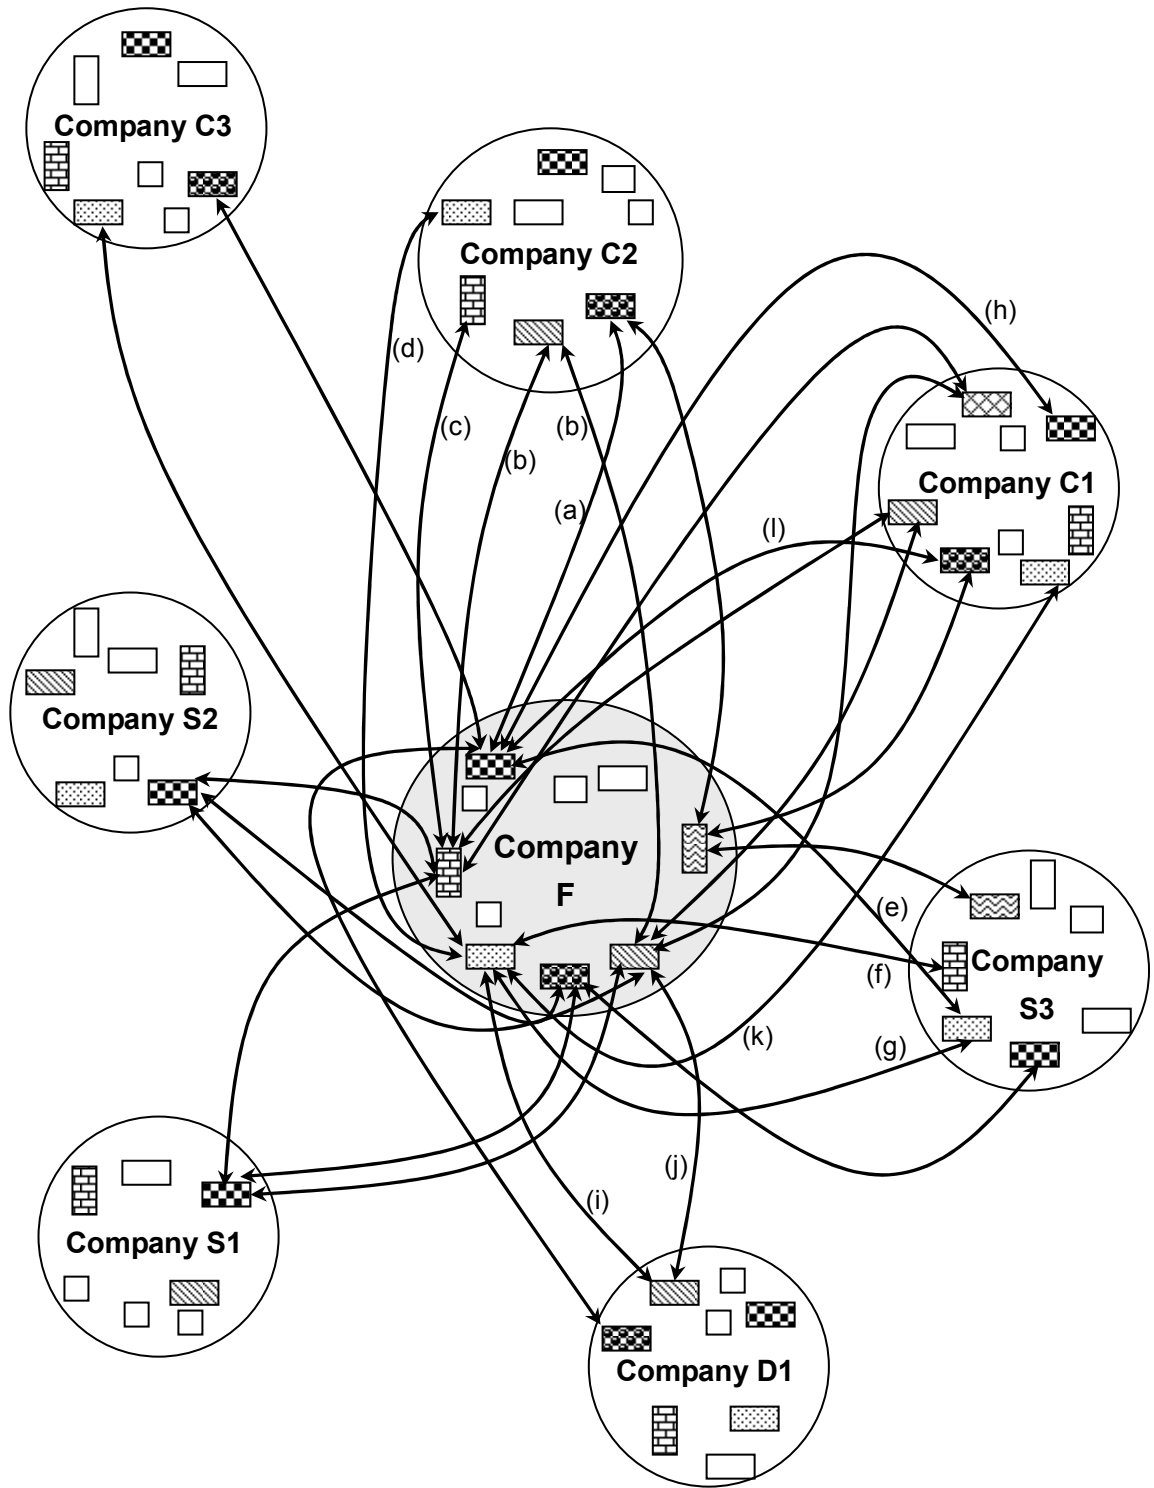 Company C3
Company C2
(h)
(d)
(c)
(b)
(b)
Company C1
(a)
(l)
Company S2
Company
F
(e)
Company
S3
(f)
(k)
(g)
(j)
(i)
Company S1
Company D1